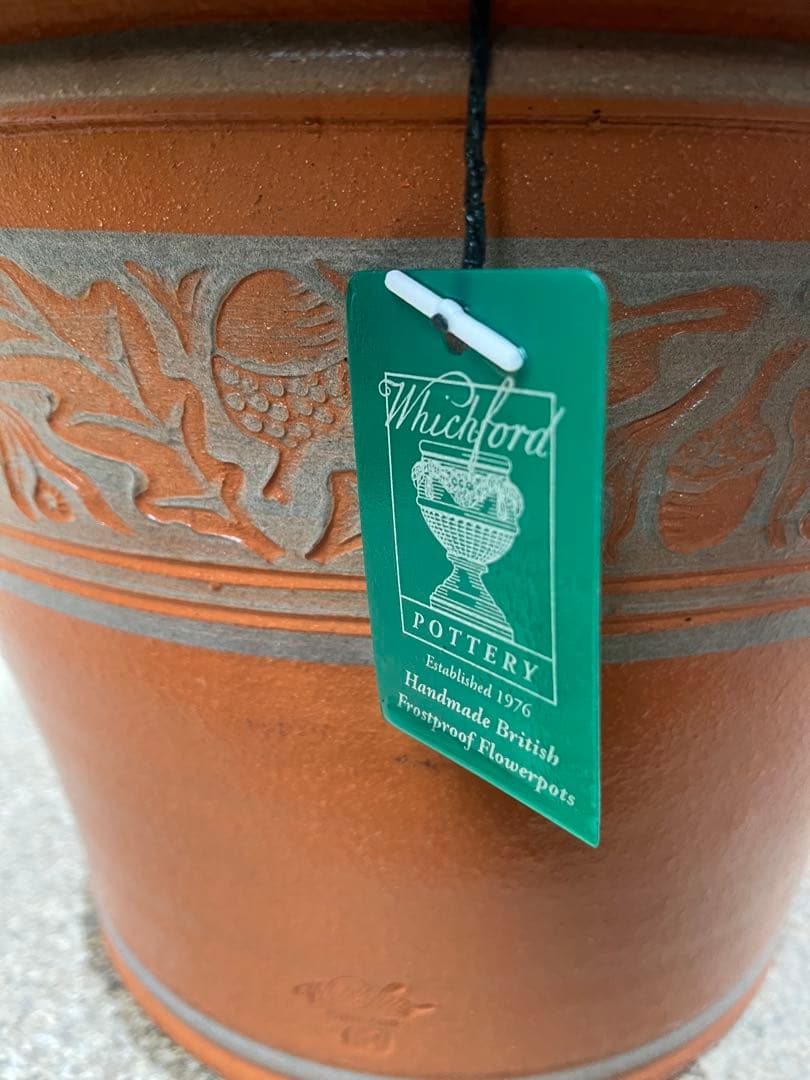 Whichford
POTTERY
Established 1976
Handmade British
Frostproof Flowerpots